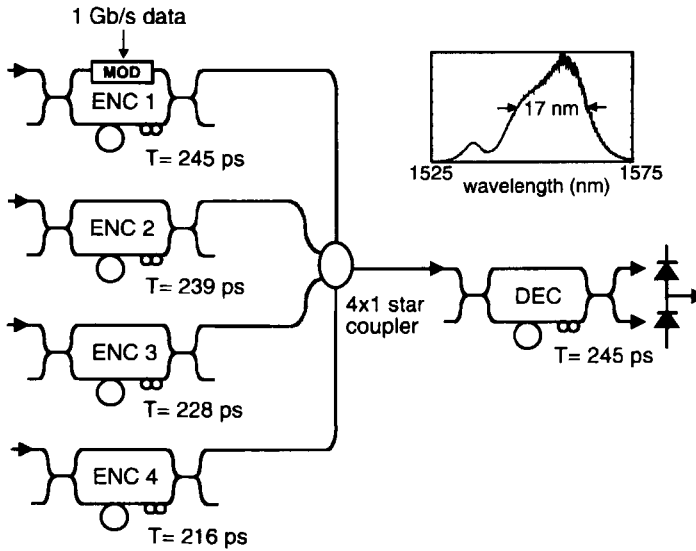 1 Gb/s data
MOD
ENC 1
T= 245 ps
ENC 2
T= 239 ps
ENC 3
T= 228 ps
ENC 4
T= 216 ps
4x1 star
coupler
17 nm
1525
1575
wavelength (nm)
DEC
T= 245 ps